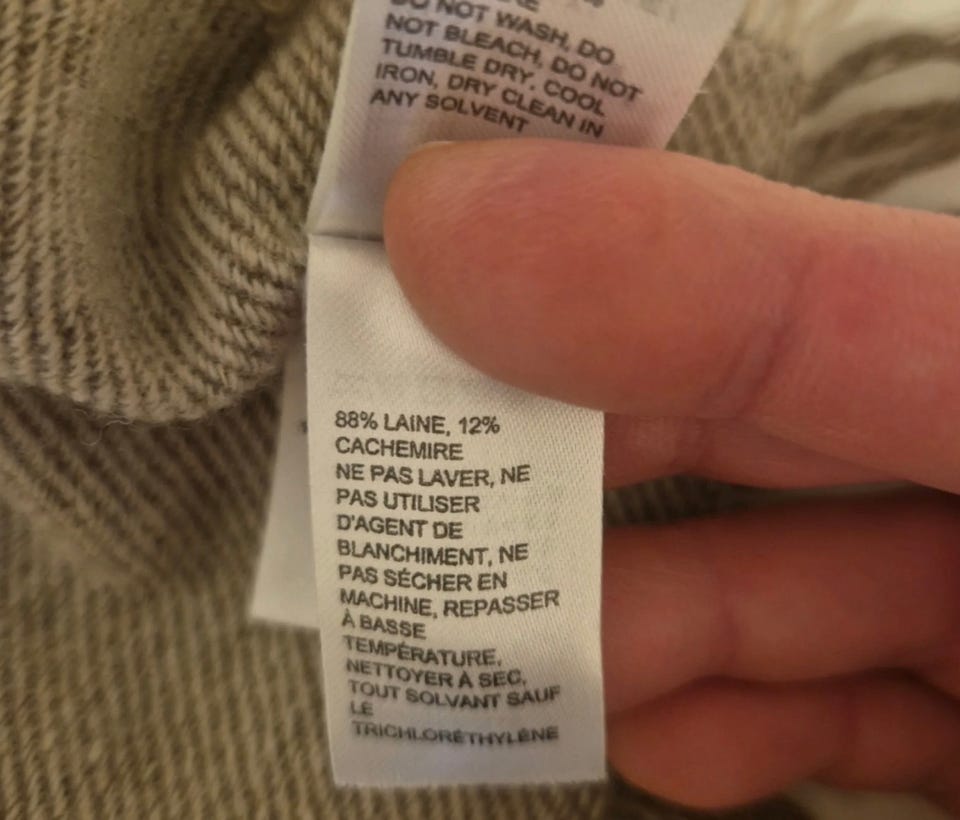 DO NOT WASH, DO
NOT BLEACH, DO NOT
TUMBLE DRY, COOL
IRON, DRY CLEAN IN
ANY SOLVENT
88% LAINE, 12%
CACHEMIRE
NE PAS LAVER, NE
PAS UTILISER
D'AGENT DE
BLANCHIMENT, NE
PAS SÉCHER EN
MACHINE, REPASSER
À BASSE
TEMPÉRATURE,
NETTOYER À SEC,
TOUT SOLVANT SAUF
LE
TRICHLORÉTHYLÈNE